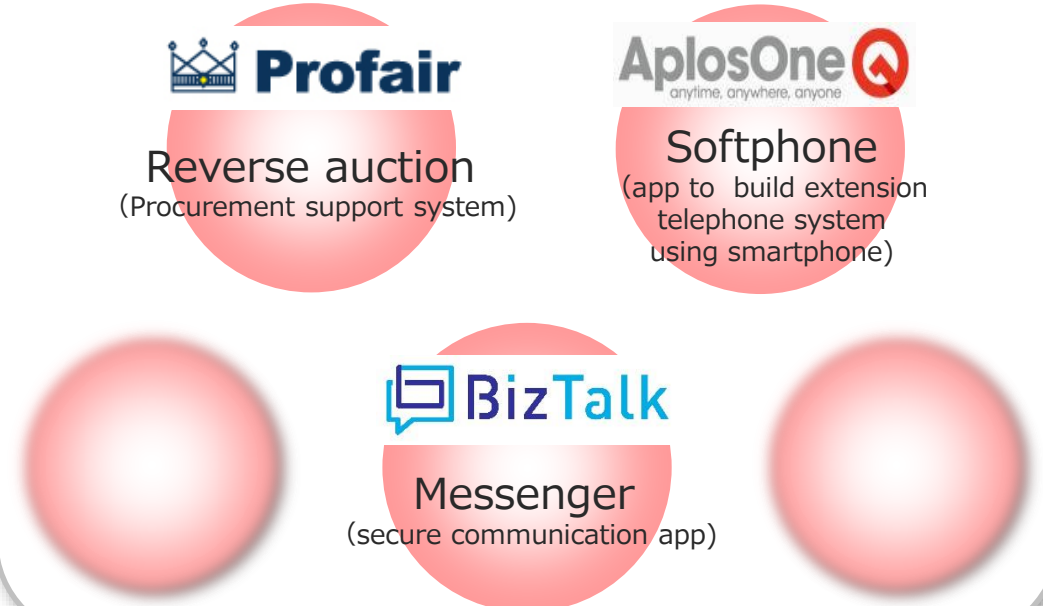 Profair
Reverse auction
（Procurement support system)
AplosOne
anytime, anywhere, anyone
Softphone
（app to build extension
telephone system
using smartphone)
BizTalk
Messenger
（secure communication app)